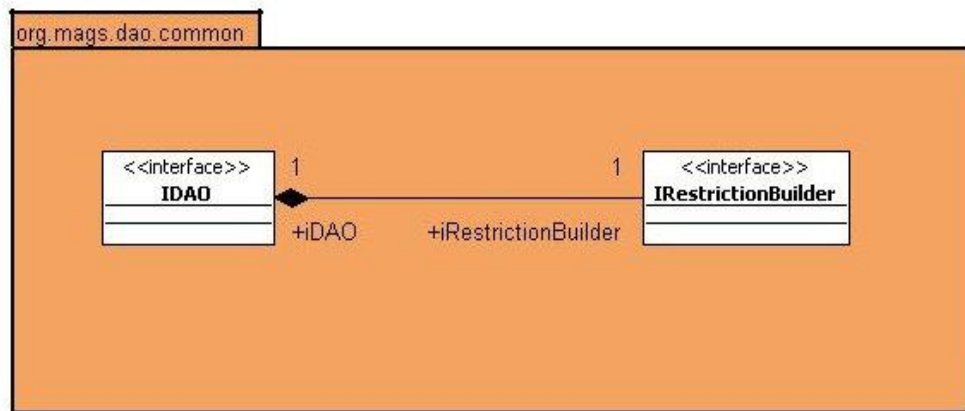 org.mags.dao.common
<<interface>>
IDAO
1
1
<<interface>>
IRestrictionBuilder
+iDAO
+iRestrictionBuilder